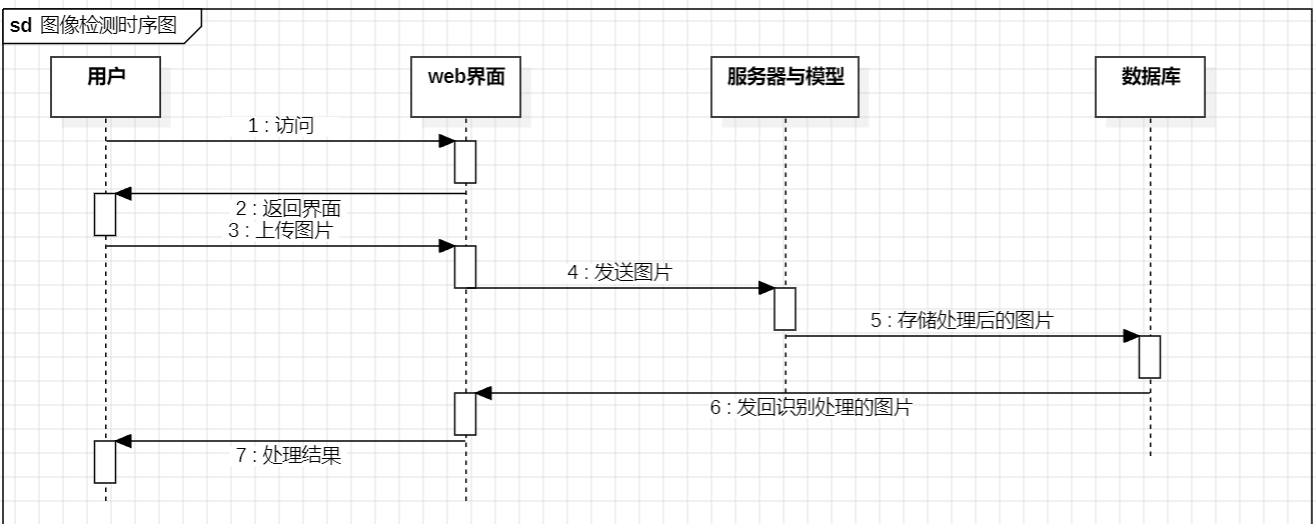 sd 图像检测时序图
用户
web界面
服务器与模型
数据库
1 : 访问
2 : 返回界面
3 : 上传图片
4 : 发送图片
5 : 存储处理后的图片
6 : 发回识别处理的图片
7 : 处理结果